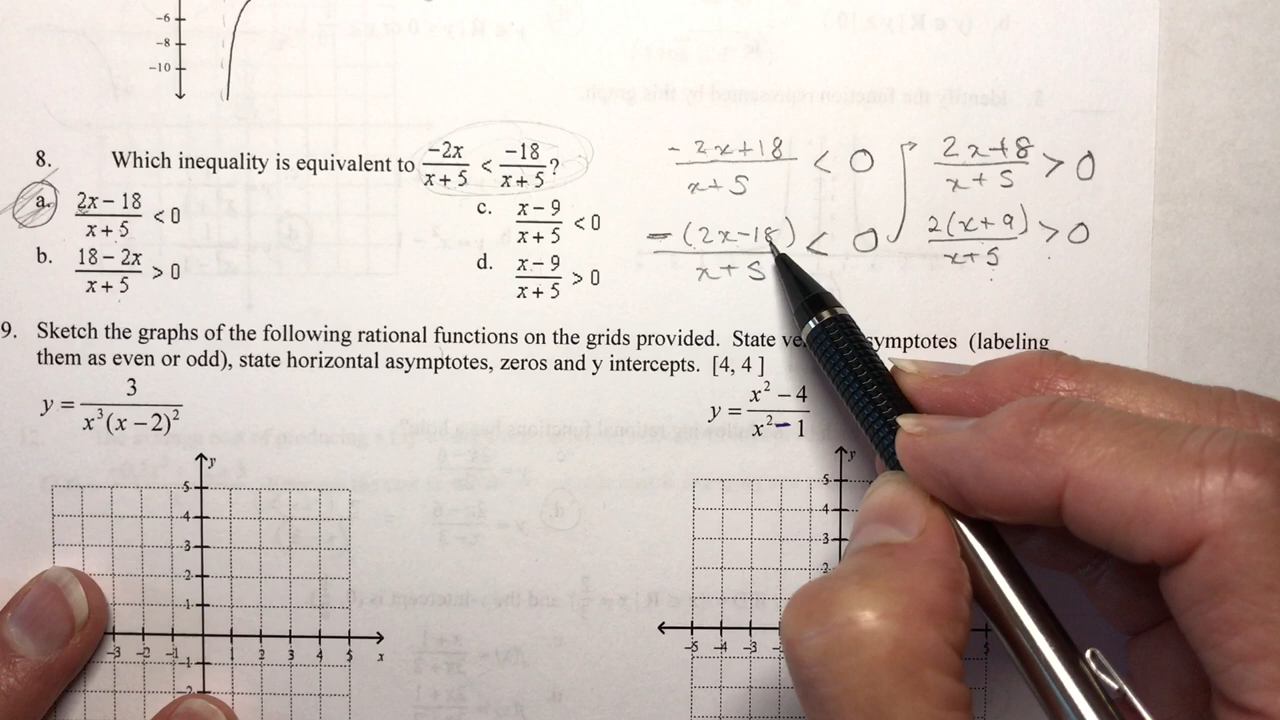 -6
-8
-10
8. Which inequality is equivalent to -2x/(x + 5) < -18/(x + 5)?
a. (2x - 18)/(x + 5) < 0
b. (18 - 2x)/(x + 5) > 0
c. (x - 9)/(x + 5) < 0
d. (x - 9)/(x + 5) > 0
(-2x+18)/(x+5) < 0
(-(2x-18))/(x+5) < 0
(2x+8)/(x+5) > 0
(2(x+9))/(x+5) > 0
9. Sketch the graphs of the following rational functions on the grids provided. State ymptotes (labeling
them as even or odd), state horizontal asymptotes, zeros and y intercepts. [4, 4 ]
y = 3/(x³(x - 2)²)
y = (x² - 4)/(x² - 1)
y
5
4
3
2
1
-3 -2 -1 1 2 3 4 5 x
-1
-2
y
5
4
3
2
-5 -4 -3 5